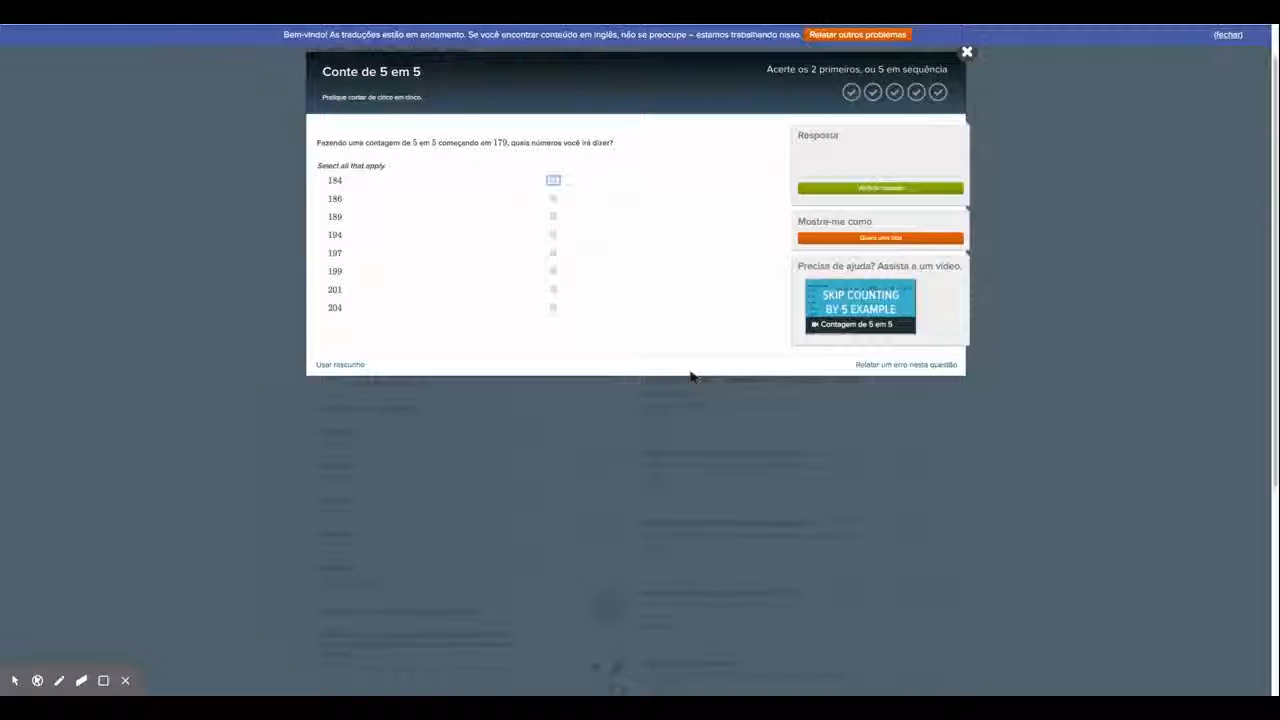 Bem-vindo! As traduções estão em andamento. Se você encontrar conteúdo em inglês, não se preocupe – estamos trabalhando nisso. Relatar outros problemas (fechar)
Conte de 5 em 5
Acerte os 2 primeiros, ou 5 em sequência
Pratique contar de cinco em cinco.
Fazendo uma contagem de 5 em 5 começando em 179, quais números você irá dizer?
Select all that apply.
184
186
189
194
197
199
201
204
Resposta
Mostre-me como
Quero uma dica
Precisa de ajuda? Assista a um vídeo.
SKIP COUNTING
BY 5 EXAMPLE
Contagem de 5 em 5
Usar rascunho
Relatar um erro nesta questão